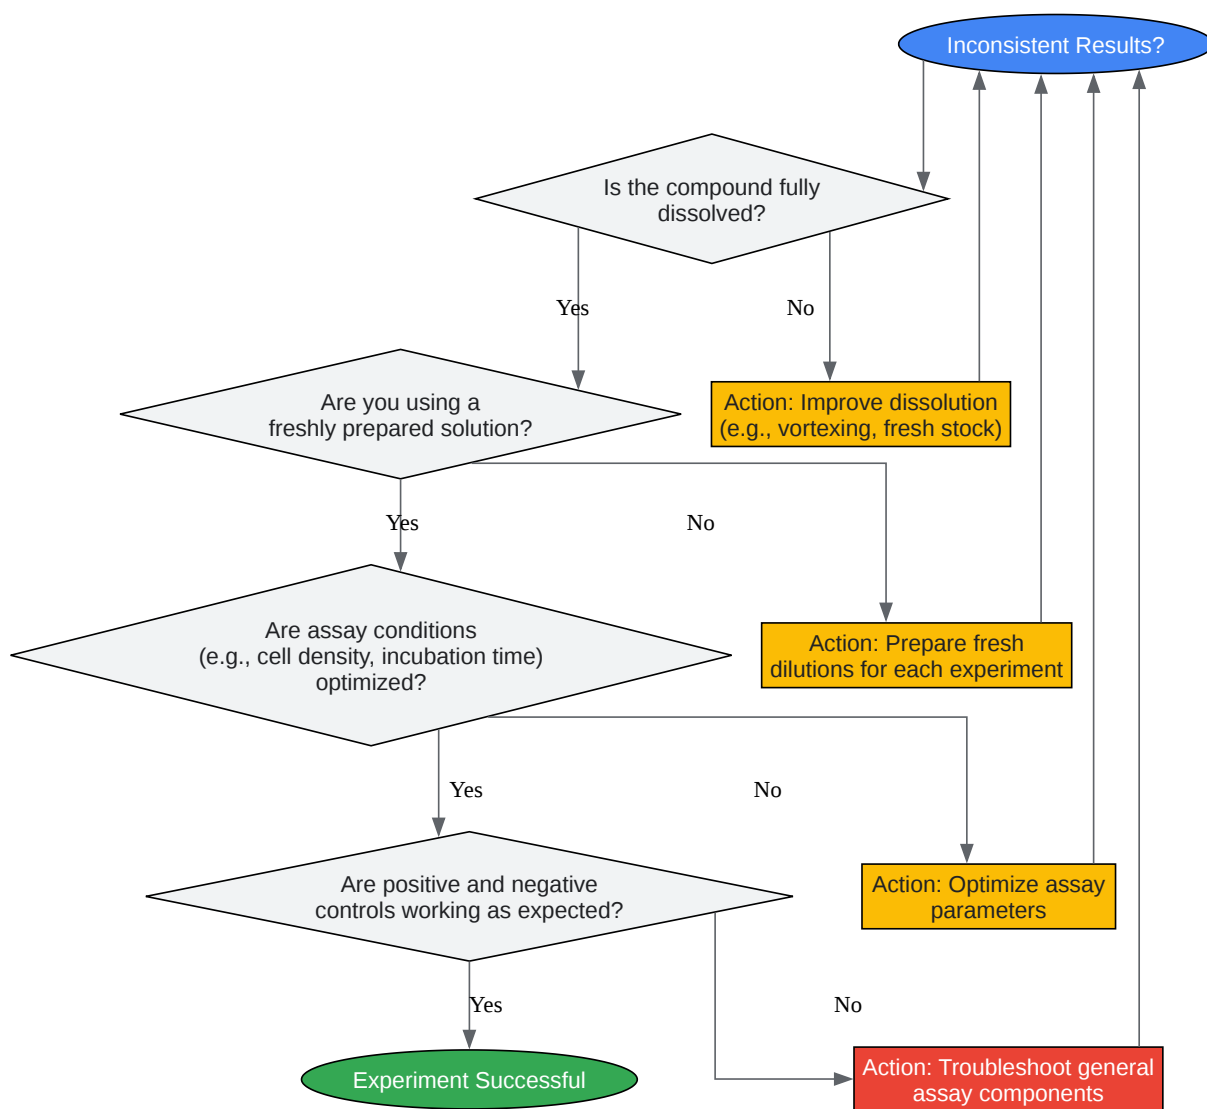 Inconsistent Results?
Is the compound fully
dissolved?
Yes
No
Are you using a
freshly prepared solution?
Action: Improve dissolution
(e.g., vortexing, fresh stock)
Yes
No
Are assay conditions
(e.g., cell density, incubation time)
optimized?
Action: Prepare fresh
dilutions for each experiment
Yes
No
Are positive and negative
controls working as expected?
Action: Optimize assay
parameters
Yes
No
Experiment Successful
Action: Troubleshoot general
assay components